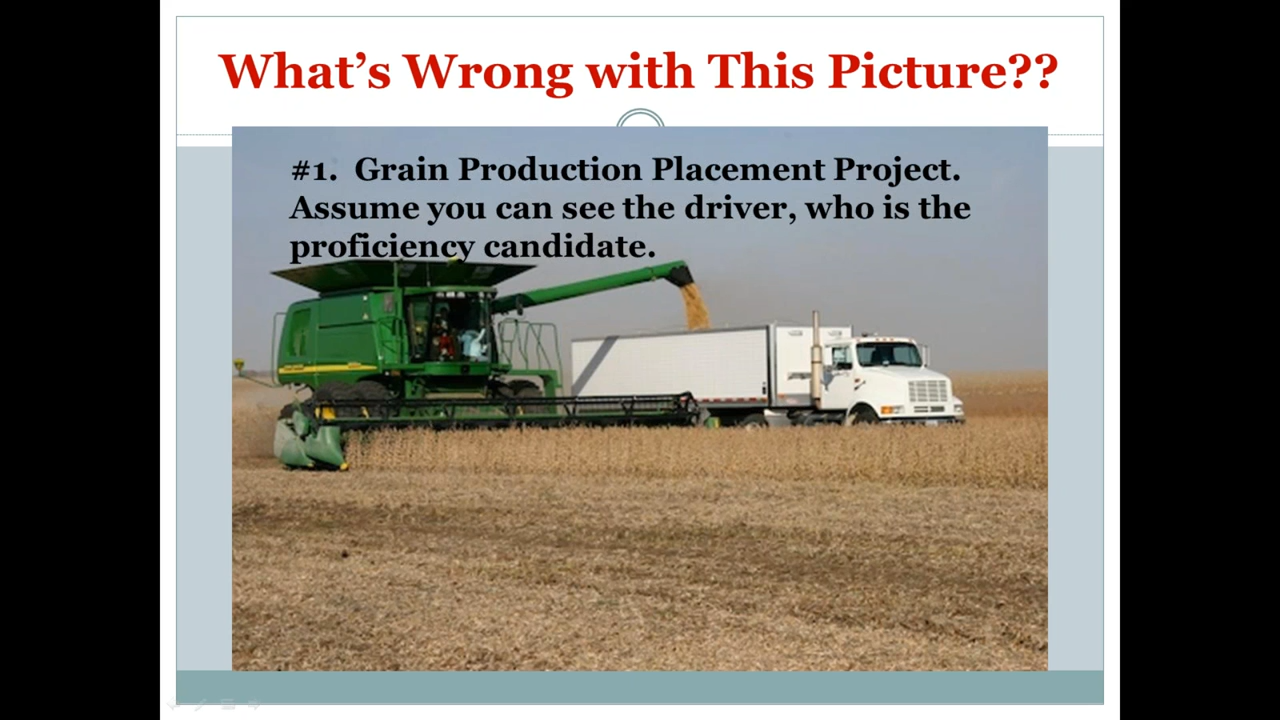 What's Wrong with This Picture??
#1.  Grain Production Placement Project.
Assume you can see the driver, who is the
proficiency candidate.